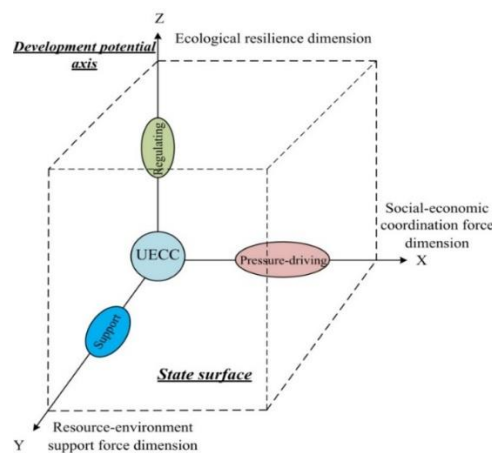 Z
Development potential
axis
Ecological resilience dimension
Regulating
Social-economic
coordination force
dimension
UECC
Pressure-driving
X
Support
State surface
Y
Resource-environment
support force dimension